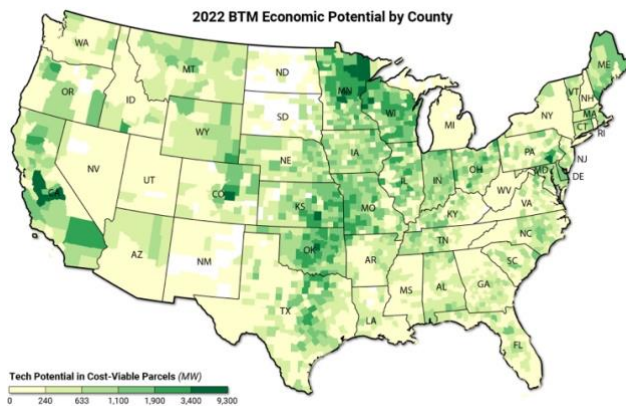 2022 BTM Economic Potential by County
WA
MT
ND
MN
ME
OR
ID
SD
WI
VT
NH
WY
MI
NY
MA
CT
RI
NE
IA
PA
NJ
NV
UT
CO
IL
IN
OH
MD
DE
CA
KS
MO
WV
VA
KY
AZ
NM
OK
AR
TN
NC
SC
TX
MS
AL
GA
LA
FL
Tech Potential in Cost-Viable Parcels (MW)
0 240 633 1,100 1,900 3,400 9,300